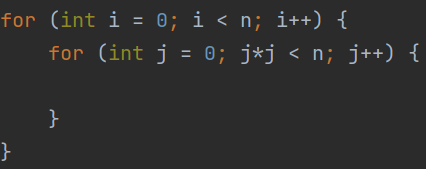 for (int i = 0; i < n; i++) {
    for (int j = 0; j*j < n; j++) {
    }
}